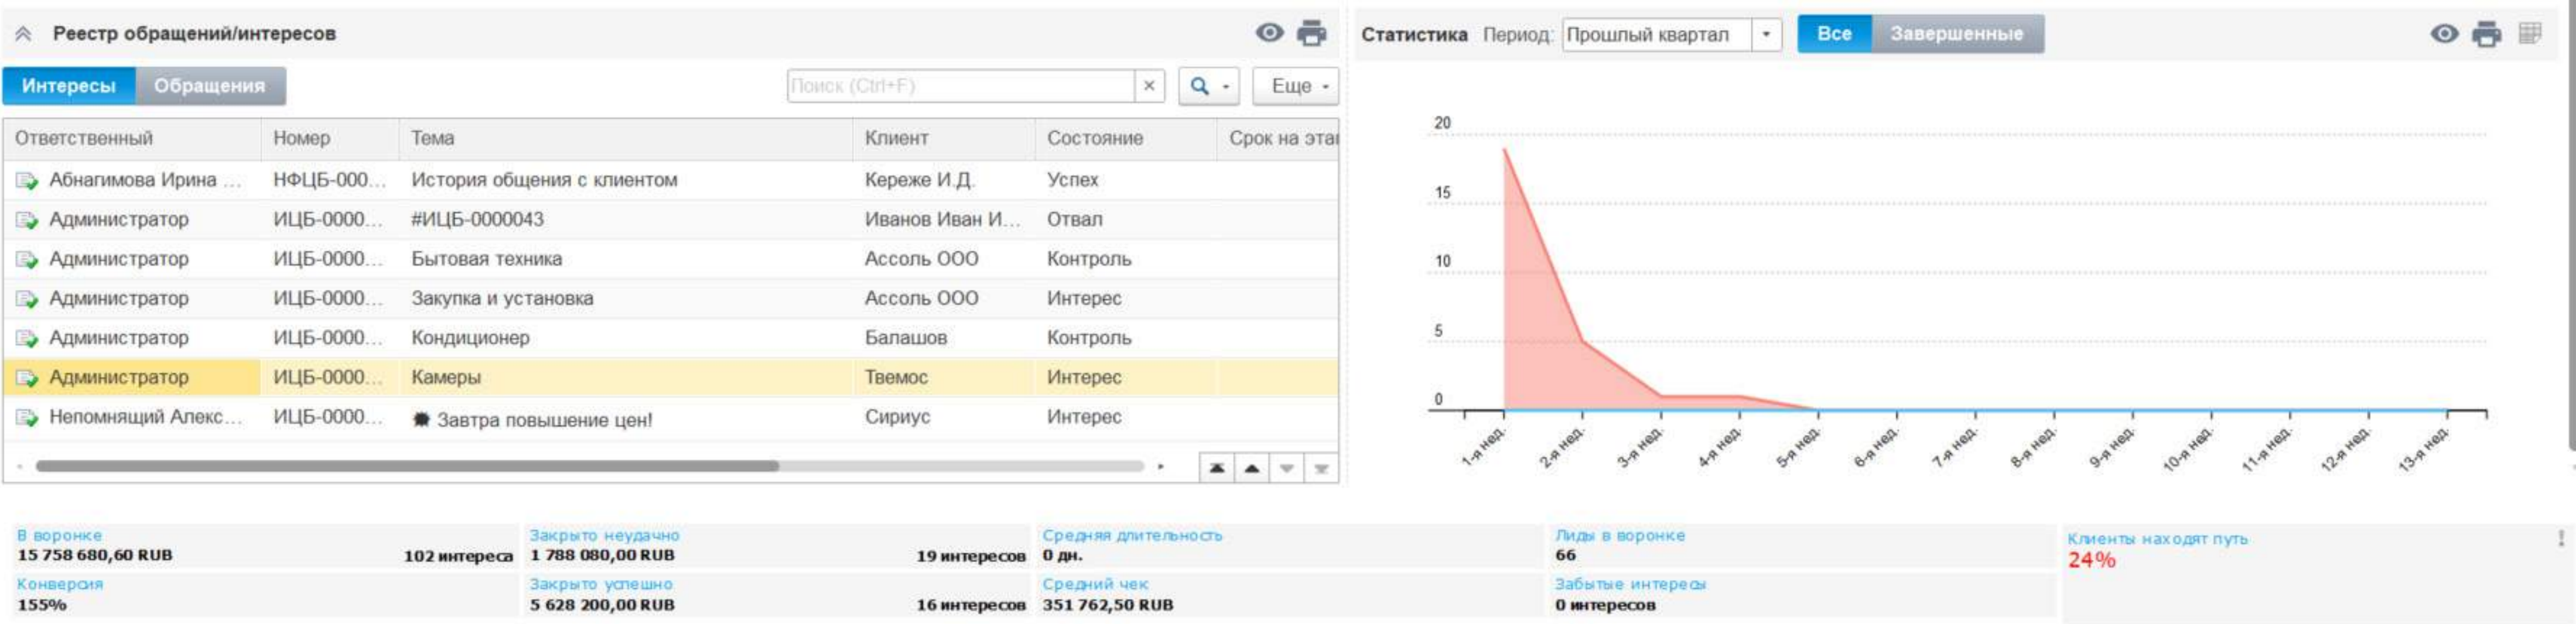 Реестр обращений/интересов
Интересы Обращения Поиск (Ctrl+F) × Еще
Ответственный Номер Тема Клиент Состояние Срок на эта
Абнагимова Ирина ... НФЦБ-000... История общения с клиентом Кереже И.Д. Успех
Администратор ИЦБ-0000... #ИЦБ-0000043 Иванов Иван И... Отвал
Администратор ИЦБ-0000... Бытовая техника Ассоль ООО Контроль
Администратор ИЦБ-0000... Закупка и установка Ассоль ООО Интерес
Администратор ИЦБ-0000... Кондиционер Балашов Контроль
Администратор ИЦБ-0000... Камеры Твемос Интерес
Непомнящий Алекс... ИЦБ-0000... Завтра повышение цен! Сириус Интерес
Статистика Период: Прошлый квартал Все Завершенные
20
15
10
5
0
1-я нед. 2-я нед. 3-я нед. 4-я нед. 5-я нед. 6-я нед. 7-я нед. 8-я нед. 9-я нед. 10-я нед. 11-я нед. 12-я нед. 13-я нед.
В воронке
15 758 680,60 RUB 102 интереса
Конверсия
155%
Закрыто неудачно
1 788 080,00 RUB 19 интересов
Закрыто успешно
5 628 200,00 RUB 16 интересов
Средняя длительность
0 дн.
Средний чек
351 762,50 RUB
Лиды в воронке
66
Забытые интересы
0 интересов
Клиенты находят путь !
24%